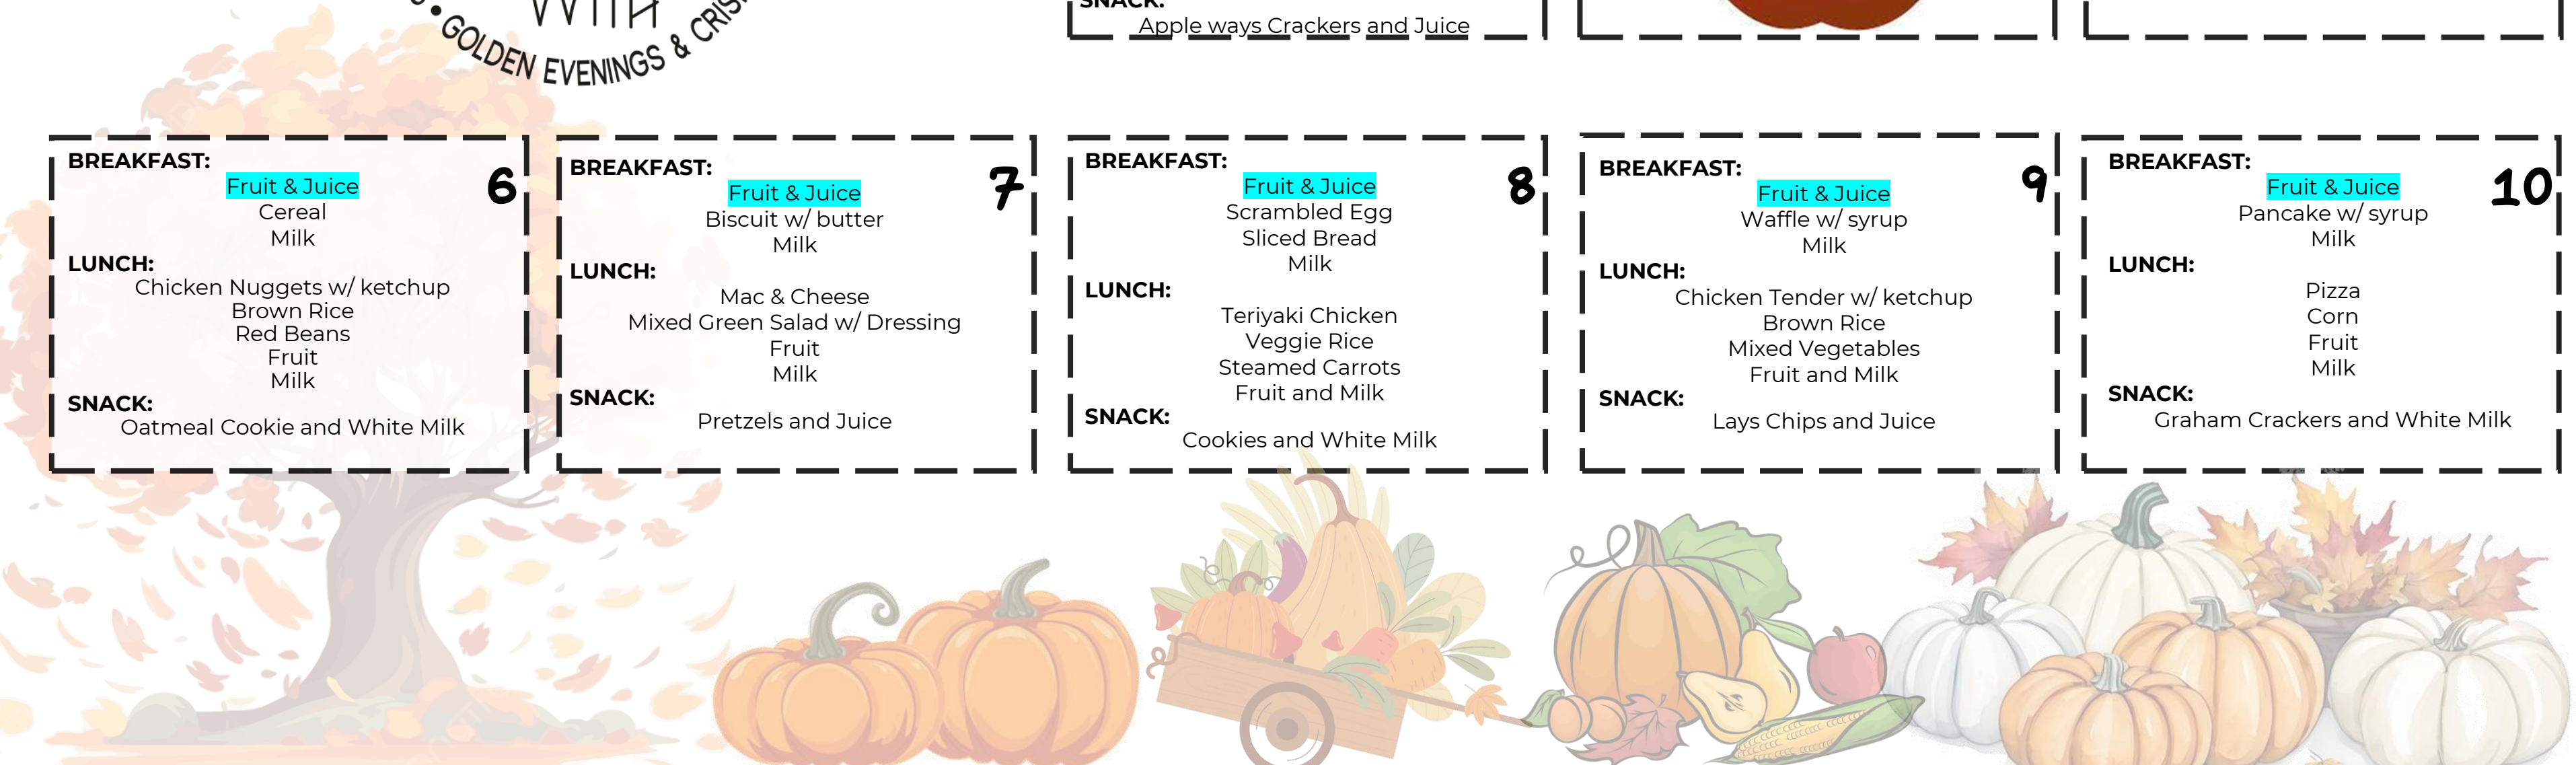 WITH
• GOLDEN EVENINGS &
SNACK:
Apple ways Crackers and Juice
6
BREAKFAST:
Fruit & Juice
Cereal
Milk
LUNCH:
Chicken Nuggets w/ ketchup
Brown Rice
Red Beans
Fruit
Milk
SNACK:
Oatmeal Cookie and White Milk
7
BREAKFAST:
Fruit & Juice
Biscuit w/ butter
Milk
LUNCH:
Mac & Cheese
Mixed Green Salad w/ Dressing
Fruit
Milk
SNACK:
Pretzels and Juice
8
BREAKFAST:
Fruit & Juice
Scrambled Egg
Sliced Bread
Milk
LUNCH:
Teriyaki Chicken
Veggie Rice
Steamed Carrots
Fruit and Milk
SNACK:
Cookies and White Milk
9
BREAKFAST:
Fruit & Juice
Waffle w/ syrup
Milk
LUNCH:
Chicken Tender w/ ketchup
Brown Rice
Mixed Vegetables
Fruit and Milk
SNACK:
Lays Chips and Juice
10
BREAKFAST:
Fruit & Juice
Pancake w/ syrup
Milk
LUNCH:
Pizza
Corn
Fruit
Milk
SNACK:
Graham Crackers and White Milk